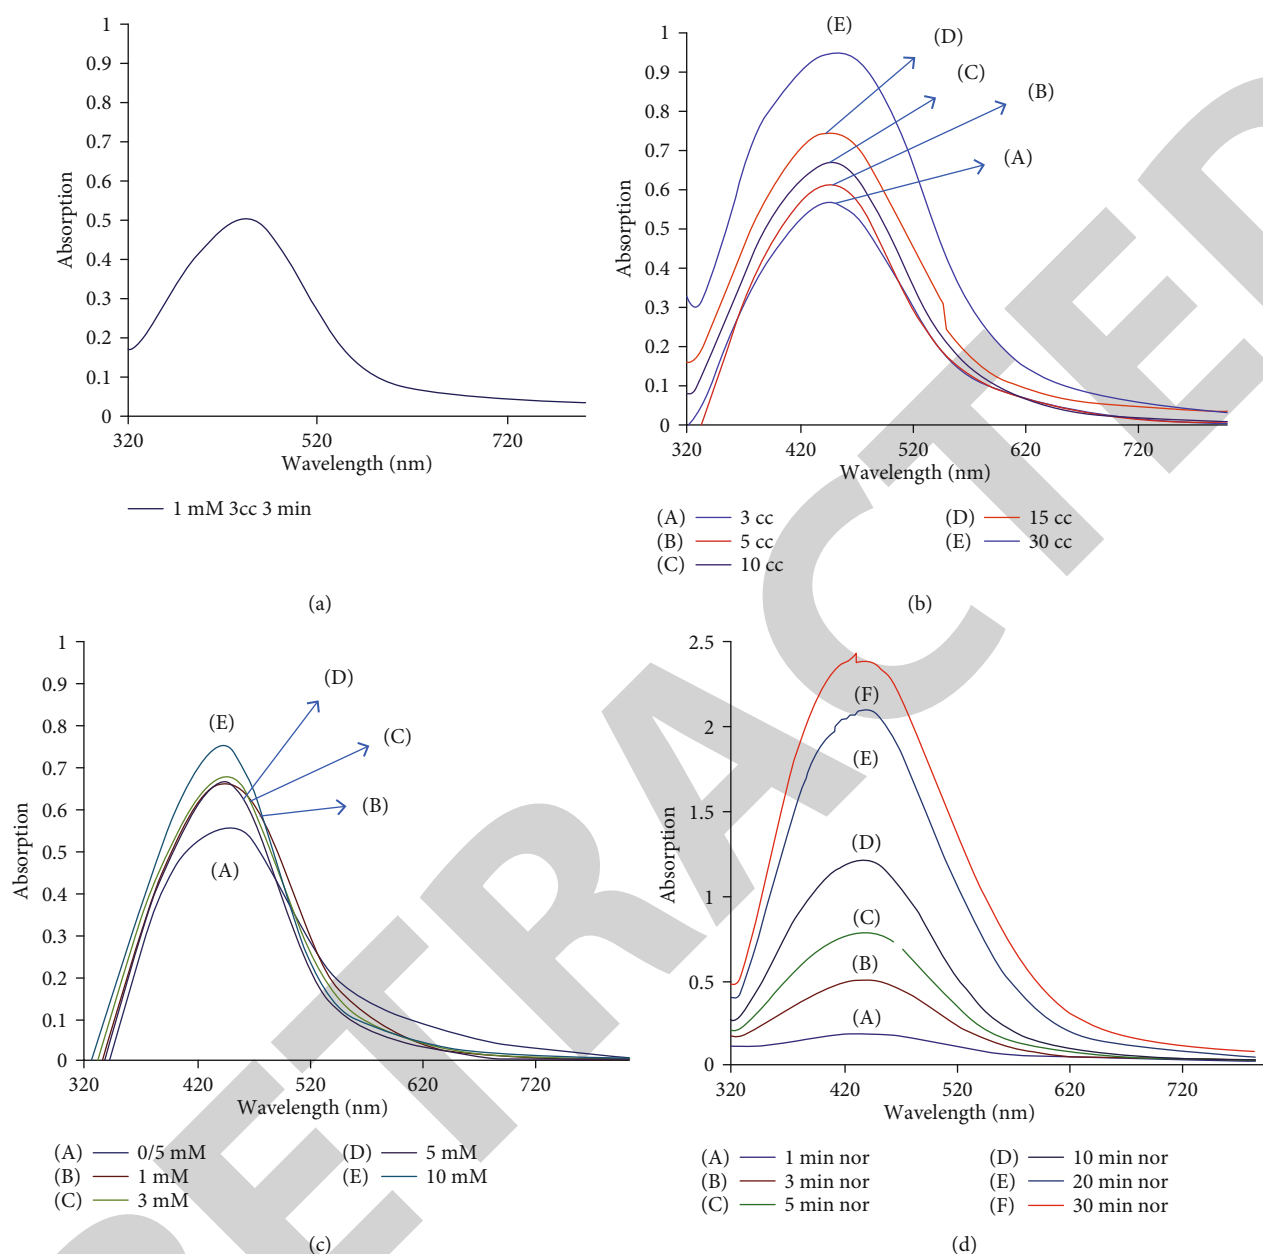 1
0.9
0.8
0.7
0.6
0.5
0.4
0.3
0.2
0.1
0
Absorption
320 520 720
Wavelength (nm)
1 mM 3cc 3 min
(a)
1
0.9
0.8
0.7
0.6
0.5
0.4
0.3
0.2
0.1
0
Absorption
(E)
(D)
(C)
(B)
(A)
320 420 520 620 720
Wavelength (nm)
(A) 3 cc (D) 15 cc
(B) 5 cc (E) 30 cc
(C) 10 cc
(b)
1
0.9
0.8
0.7
0.6
0.5
0.4
0.3
0.2
0.1
0
Absorption
(D)
(E)
(C)
(B)
(A)
320 420 520 620 720
Wavelength (nm)
(A) 0/5 mM (D) 5 mM
(B) 1 mM (E) 10 mM
(C) 3 mM
(c)
2.5
2
1.5
1
0.5
0
Absorption
(F)
(E)
(D)
(C)
(B)
(A)
320 420 520 620 720
Wavelength (nm)
(A) 1 min nor (D) 10 min nor
(B) 3 min nor (E) 20 min nor
(C) 5 min nor (F) 30 min nor
(d)
RETRACTED